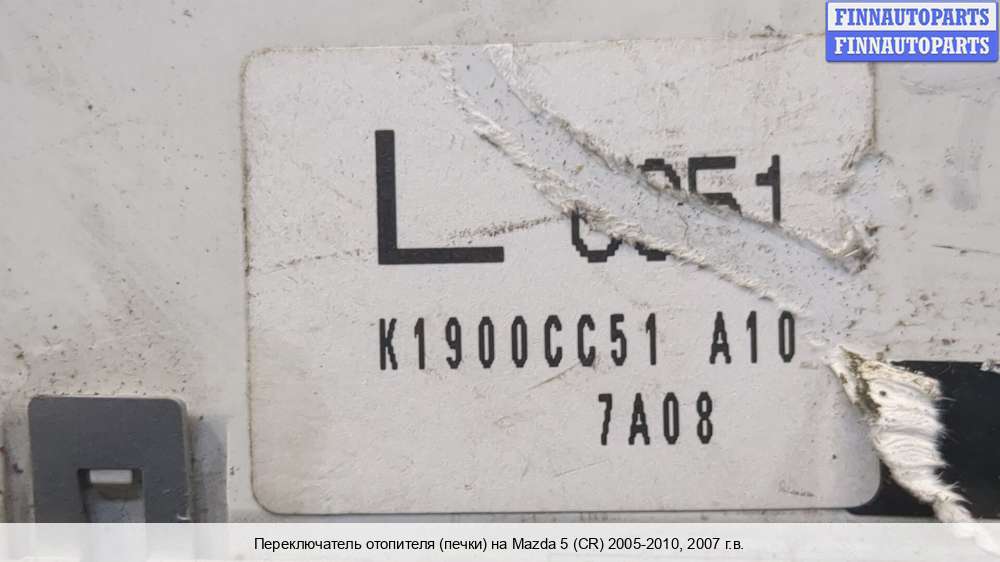 FINNAUTOPARTS
FINNAUTOPARTS
L
K1900CC51 A10
7A08
Переключатель отопителя (печки) на Mazda 5 (CR) 2005-2010, 2007 г.в.